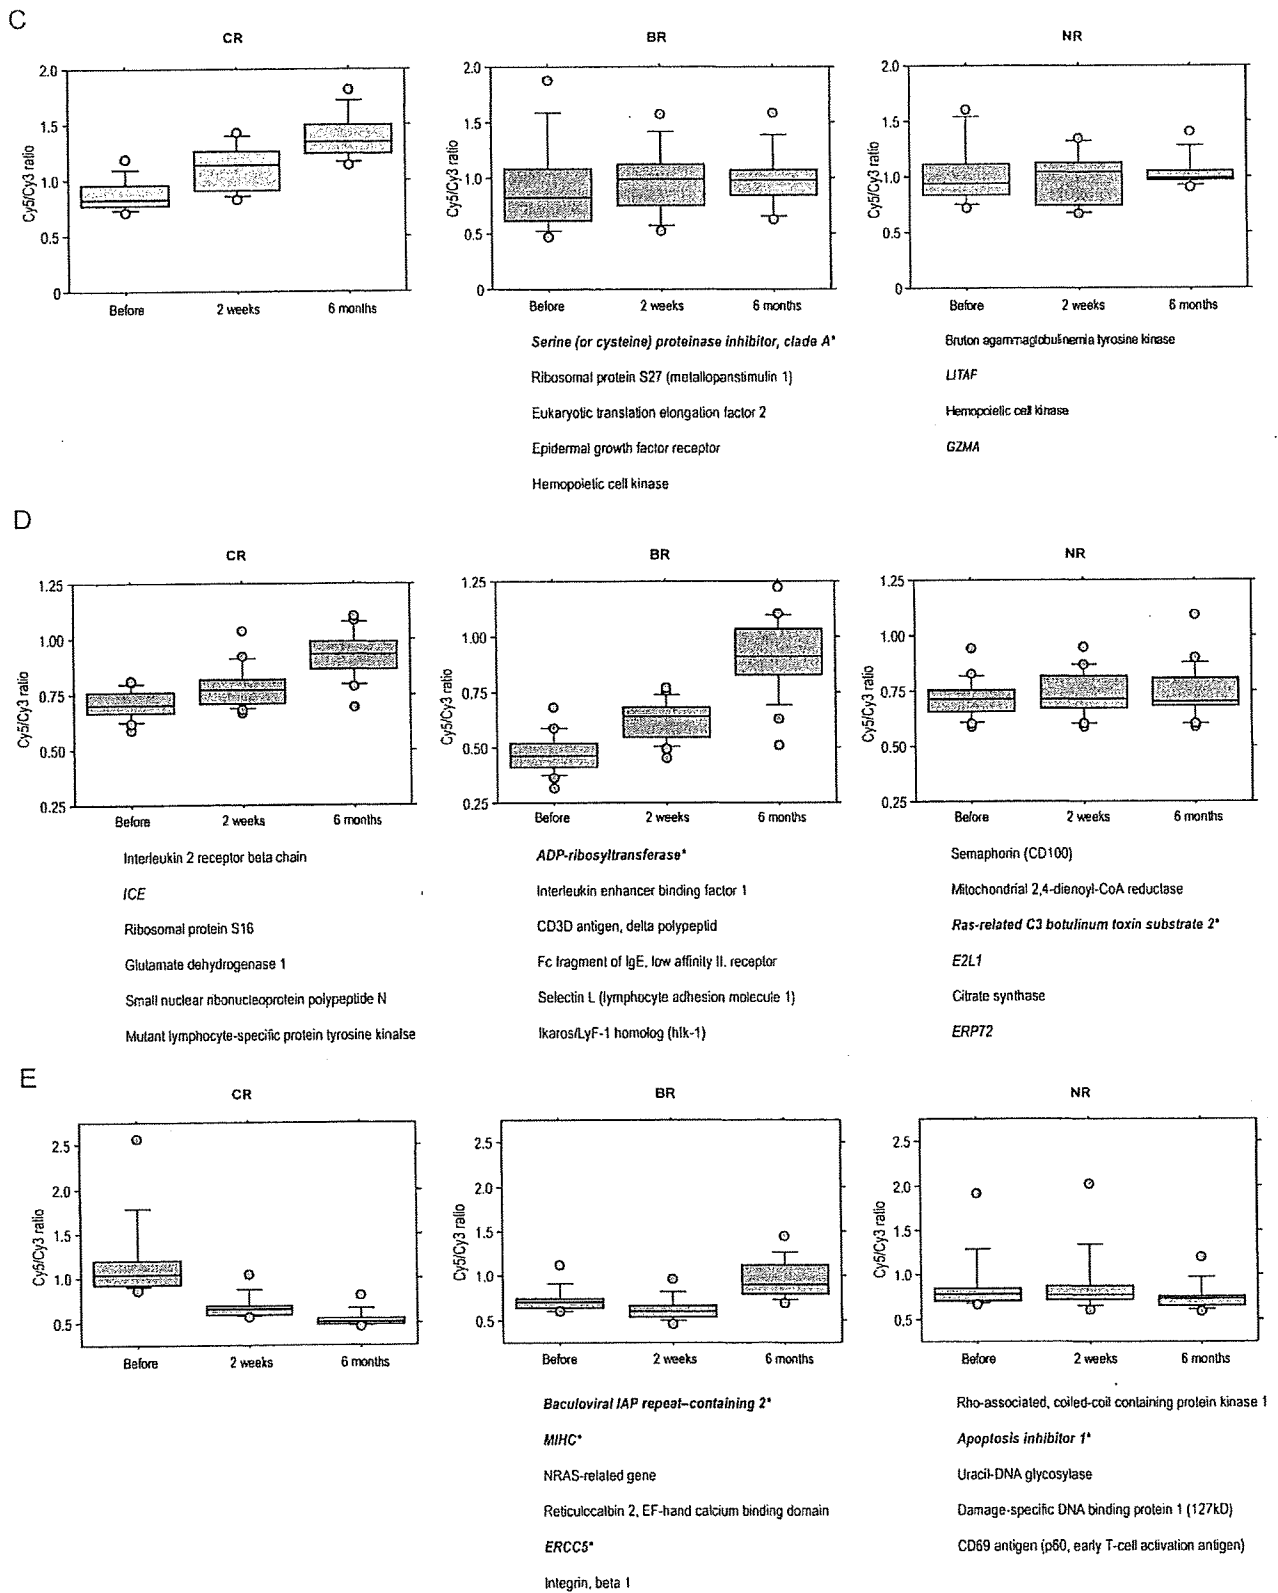 C
CR
BR
NR
2.0
1.5
1.0
0.5
0
Cy5/Cy3 ratio
Before
2 weeks
6 months
2.0
1.5
1.0
0.5
0
Cy5/Cy3 ratio
Before
2 weeks
6 months
2.0
1.5
1.0
0.5
0
Cy5/Cy3 ratio
Before
2 weeks
6 months
Serine (or cysteine) proteinase inhibitor, clade A*
Ribosomal protein S27 (metallopanstimulin 1)
Eukaryotic translation elongation factor 2
Epidermal growth factor receptor
Hemopoietic cell kinase
Bruton agammaglobulinemia tyrosine kinase
LITAF
Hemopoietic cell kinase
GZMA
D
CR
BR
NR
1.25
1.00
0.75
0.50
0.25
Cy5/Cy3 ratio
Before
2 weeks
6 months
1.25
1.00
0.75
0.50
0.25
Cy5/Cy3 ratio
Before
2 weeks
6 months
1.25
1.00
0.75
0.50
0.25
Cy5/Cy3 ratio
Before
2 weeks
6 months
Interleukin 2 receptor beta chain
ICE
Ribosomal protein S16
Glutamate dehydrogenase 1
Small nuclear ribonucleoprotein polypeptide N
Mutant lymphocyte-specific protein tyrosine kinalse
ADP-ribosyltransferase*
Interleukin enhancer binding factor 1
CD3D antigen, delta polypeptid
Fc fragment of IgE, low affinity II, receptor
Selectin L (lymphocyte adhesion molecule 1)
Ikaros/LyF-1 homolog (hIk-1)
Semaphorin (CD100)
Mitochondrial 2,4-dienoyl-CoA reductase
Ras-related C3 botulinum toxin substrate 2*
E2L1
Citrate synthase
ERP72
E
CR
BR
NR
2.5
2.0
1.5
1.0
0.5
Cy5/Cy3 ratio
Before
2 weeks
6 months
2.5
2.0
1.5
1.0
0.5
Cy5/Cy3 ratio
Before
2 weeks
6 months
2.5
2.0
1.5
1.0
0.5
Cy5/Cy3 ratio
Before
2 weeks
6 months
Baculoviral IAP repeat–containing 2*
MIHC*
NRAS-related gene
Reticulocalbin 2, EF-hand calcium binding domain
ERCC5*
Integrin, beta 1
Rho-associated, coiled-coil containing protein kinase 1
Apoptosis inhibitor 1*
Uracil-DNA glycosylase
Damage-specific DNA binding protein 1 (127kD)
CD69 antigen (p60, early T-cell activation antigen)